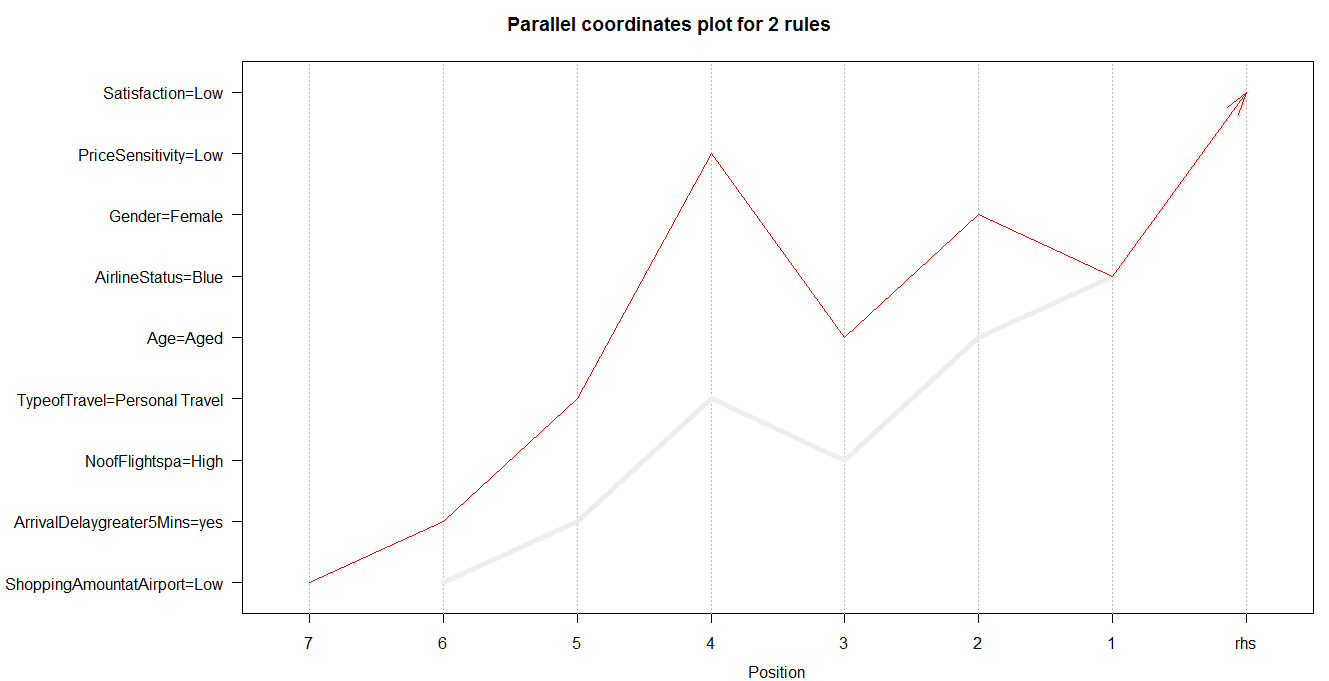 Parallel coordinates plot for 2 rules
Satisfaction=Low
PriceSensitivity=Low
Gender=Female
AirlineStatus=Blue
Age=Aged
TypeofTravel=Personal Travel
NoofFlightspa=High
ArrivalDelaygreater5Mins=yes
ShoppingAmountatAirport=Low
7 6 5 4 3 2 1 rhs
Position